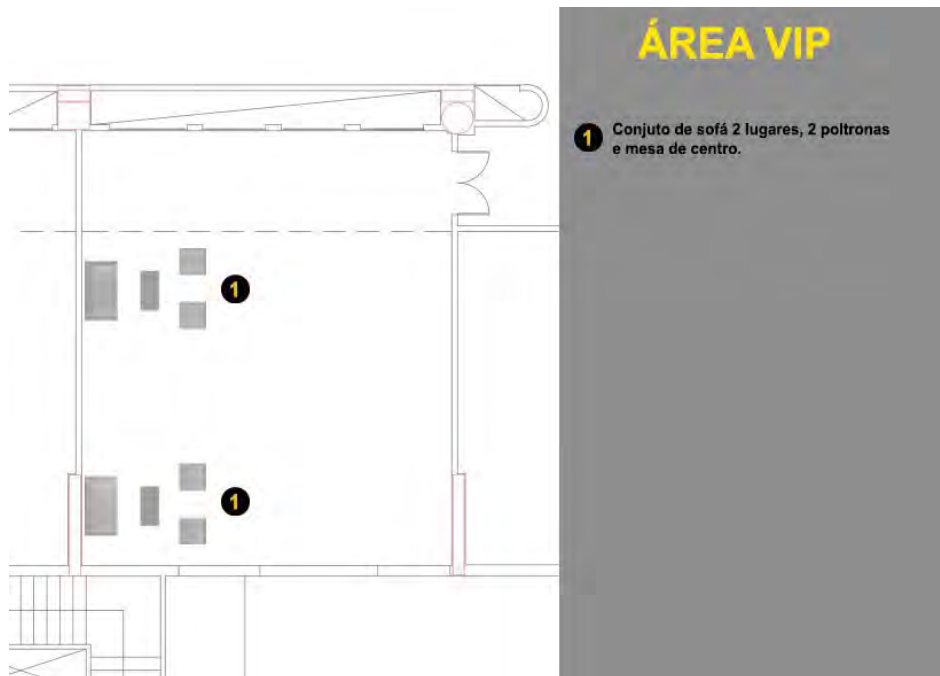 ÁREA VIP
1 Conjuto de sofá 2 lugares, 2 poltronas
e mesa de centro.
1
1